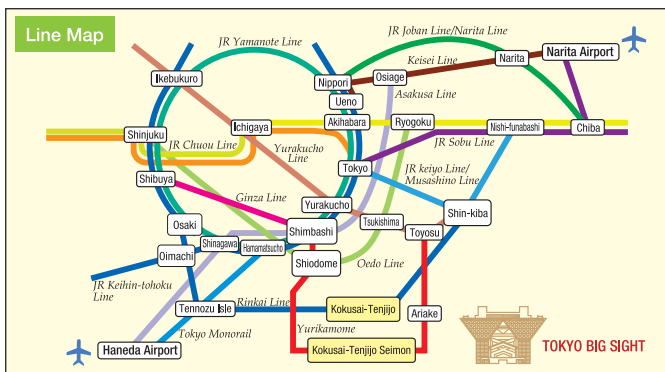 Line Map
JR Yamanote Line
JR Joban Line/Narita Line
Narita Airport
Ikebukuro
Keisei Line
Narita
Nippori
Osiage
Asakusa Line
Ueno
Shinjuku
Ichigaya
Akihabara
Ryogoku
Nishi-funabashi
Chiba
JR Chuou Line
Yurakucho
Line
JR Sobu Line
Tokyo
Shibuya
JR keiyo Line/
Musashino Line
Ginza Line
Yurakucho
Tsukishima
Shin-kiba
Osaki
Shimbashi
Toyosu
Shinagawa
Hamamatsucho
Oimachi
Shiodome
Oedo Line
JR Keihin-tohoku
Line
Rinkai Line
Tennozu Isle
Kokusai-Tenjijo
Ariake
Tokyo Monorail
Yurikamome
Haneda Airport
Kokusai-Tenjijo Seimon
TOKYO BIG SIGHT